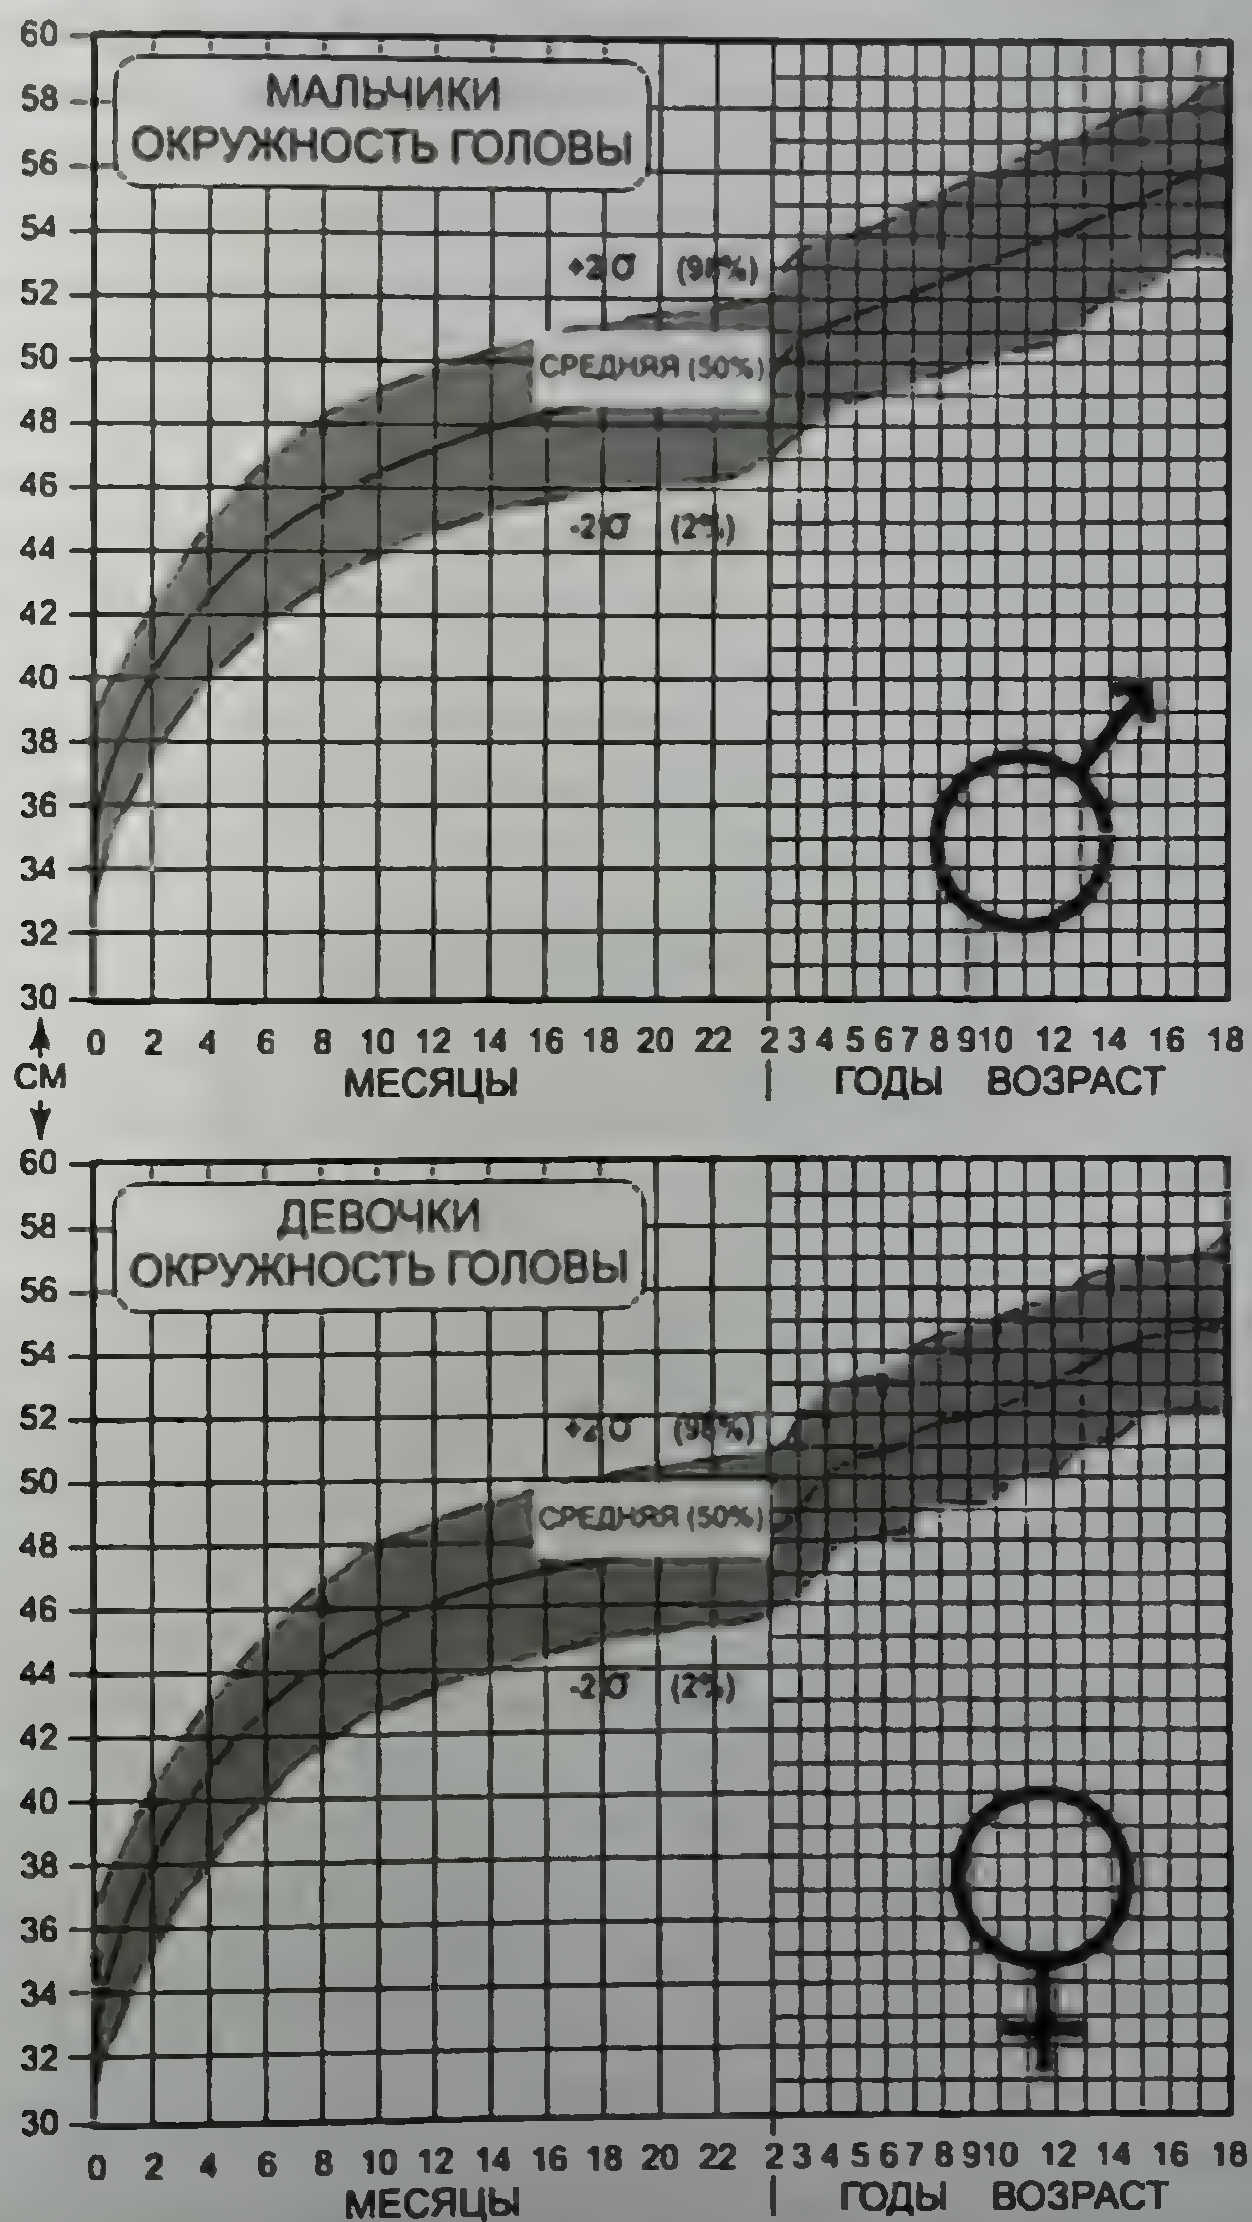 60
МАЛЬЧИКИ
58
ОКРУЖНОСТЬ ГОЛОВЫ
56
54
+2σ (98%)
52
50
СРЕДНЯЯ (50%)
48
46
-2σ (2%)
44
42
40
38
36
34
32
30
0 2 4 6 8 10 12 14 16 18 20 22 2 3 4 5 6 7 8 9 10 12 14 16 18
СМ
МЕСЯЦЫ ГОДЫ ВОЗРАСТ
60
ДЕВОЧКИ
58
ОКРУЖНОСТЬ ГОЛОВЫ
56
54
52
+2σ (98%)
50
СРЕДНЯЯ (50%)
48
46
44
-2σ (2%)
42
40
38
36
34
32
30
0 2 4 6 8 10 12 14 16 18 20 22 2 3 4 5 6 7 8 9 10 12 14 16 18
МЕСЯЦЫ ГОДЫ ВОЗРАСТ